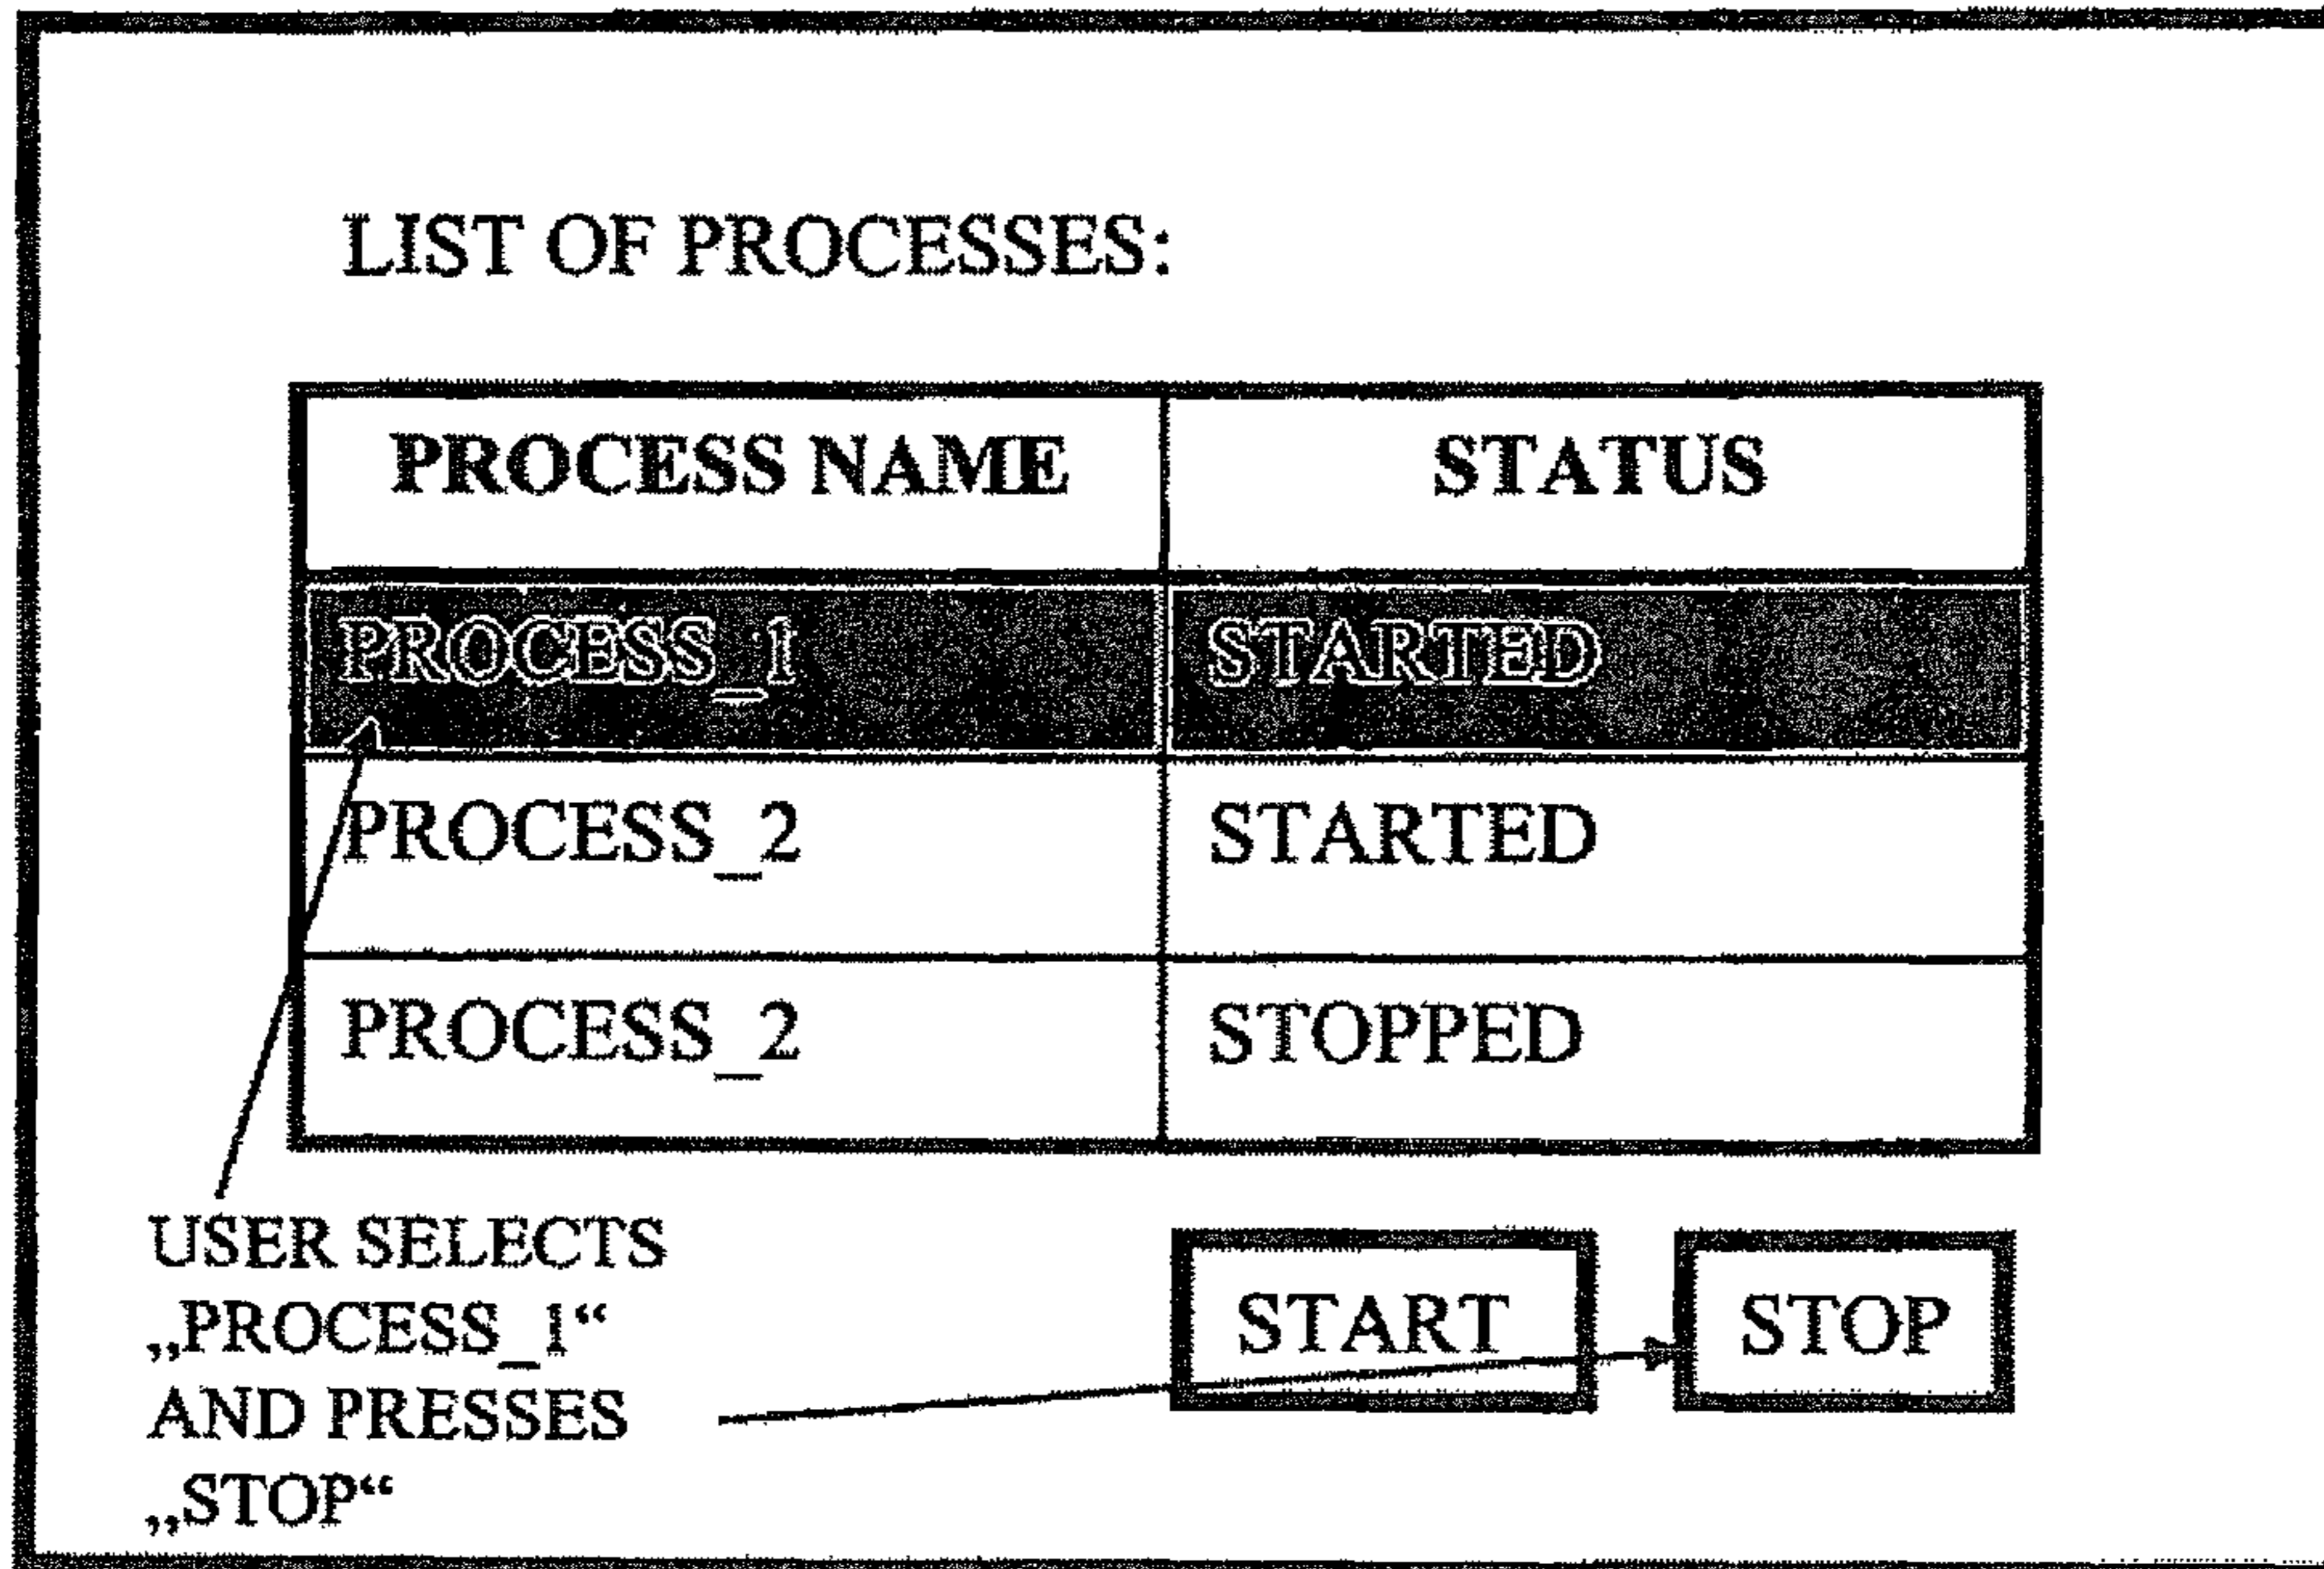 LIST OF PROCESSES:
PROCESS NAME STATUS
PROCESS_1 STARTED
PROCESS_2 STARTED
PROCESS_2 STOPPED
USER SELECTS
„PROCESS_1“
AND PRESSES
„STOP“
START STOP